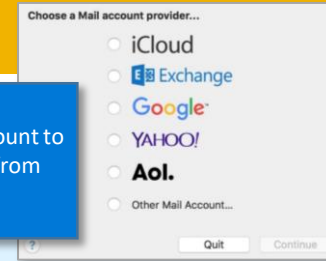 Choose a Mail account provider...
iCloud
E Exchange
Google
YAHOO!
Aol.
Other Mail Account...
ount to
rom
?
Quit
Continue